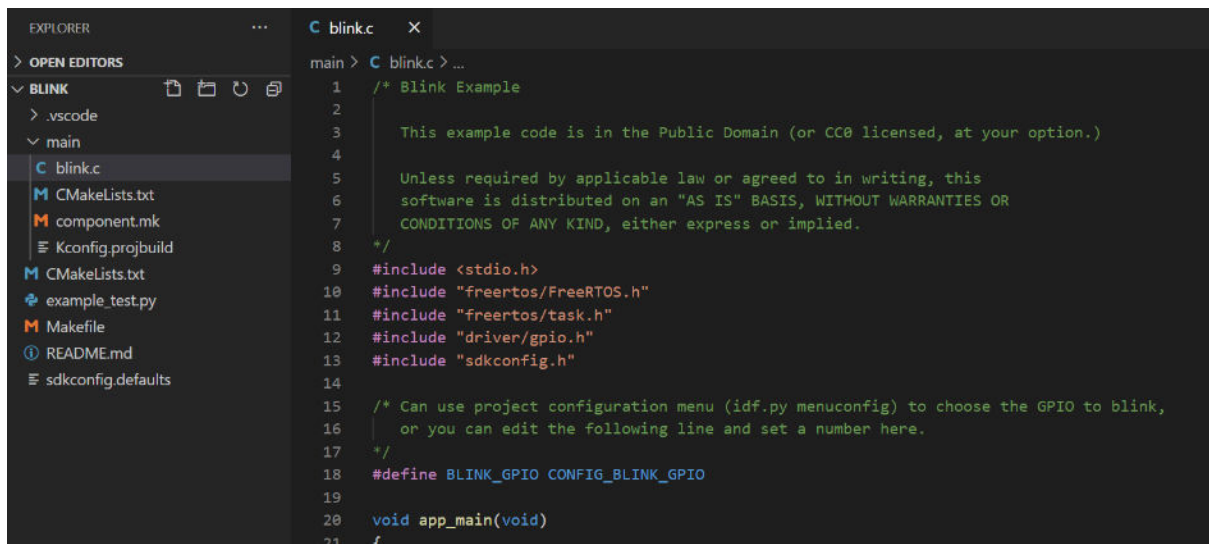 EXPLORER
OPEN EDITORS
BLINK
.vscode
main
C blink.c
M CMakeLists.txt
M component.mk
Kconfig.projbuild
M CMakeLists.txt
example_test.py
M Makefile
README.md
sdkconfig.defaults
C blink.c
main > C blink.c > ...
1 /* Blink Example
2
3 This example code is in the Public Domain (or CC0 licensed, at your option.)
4
5 Unless required by applicable law or agreed to in writing, this
6 software is distributed on an "AS IS" BASIS, WITHOUT WARRANTIES OR
7 CONDITIONS OF ANY KIND, either express or implied.
8 */
9 #include <stdio.h>
10 #include "freertos/FreeRTOS.h"
11 #include "freertos/task.h"
12 #include "driver/gpio.h"
13 #include "sdkconfig.h"
14
15 /* Can use project configuration menu (idf.py menuconfig) to choose the GPIO to blink,
16 or you can edit the following line and set a number here.
17 */
18 #define BLINK_GPIO CONFIG_BLINK_GPIO
19
20 void app_main(void)
21 {